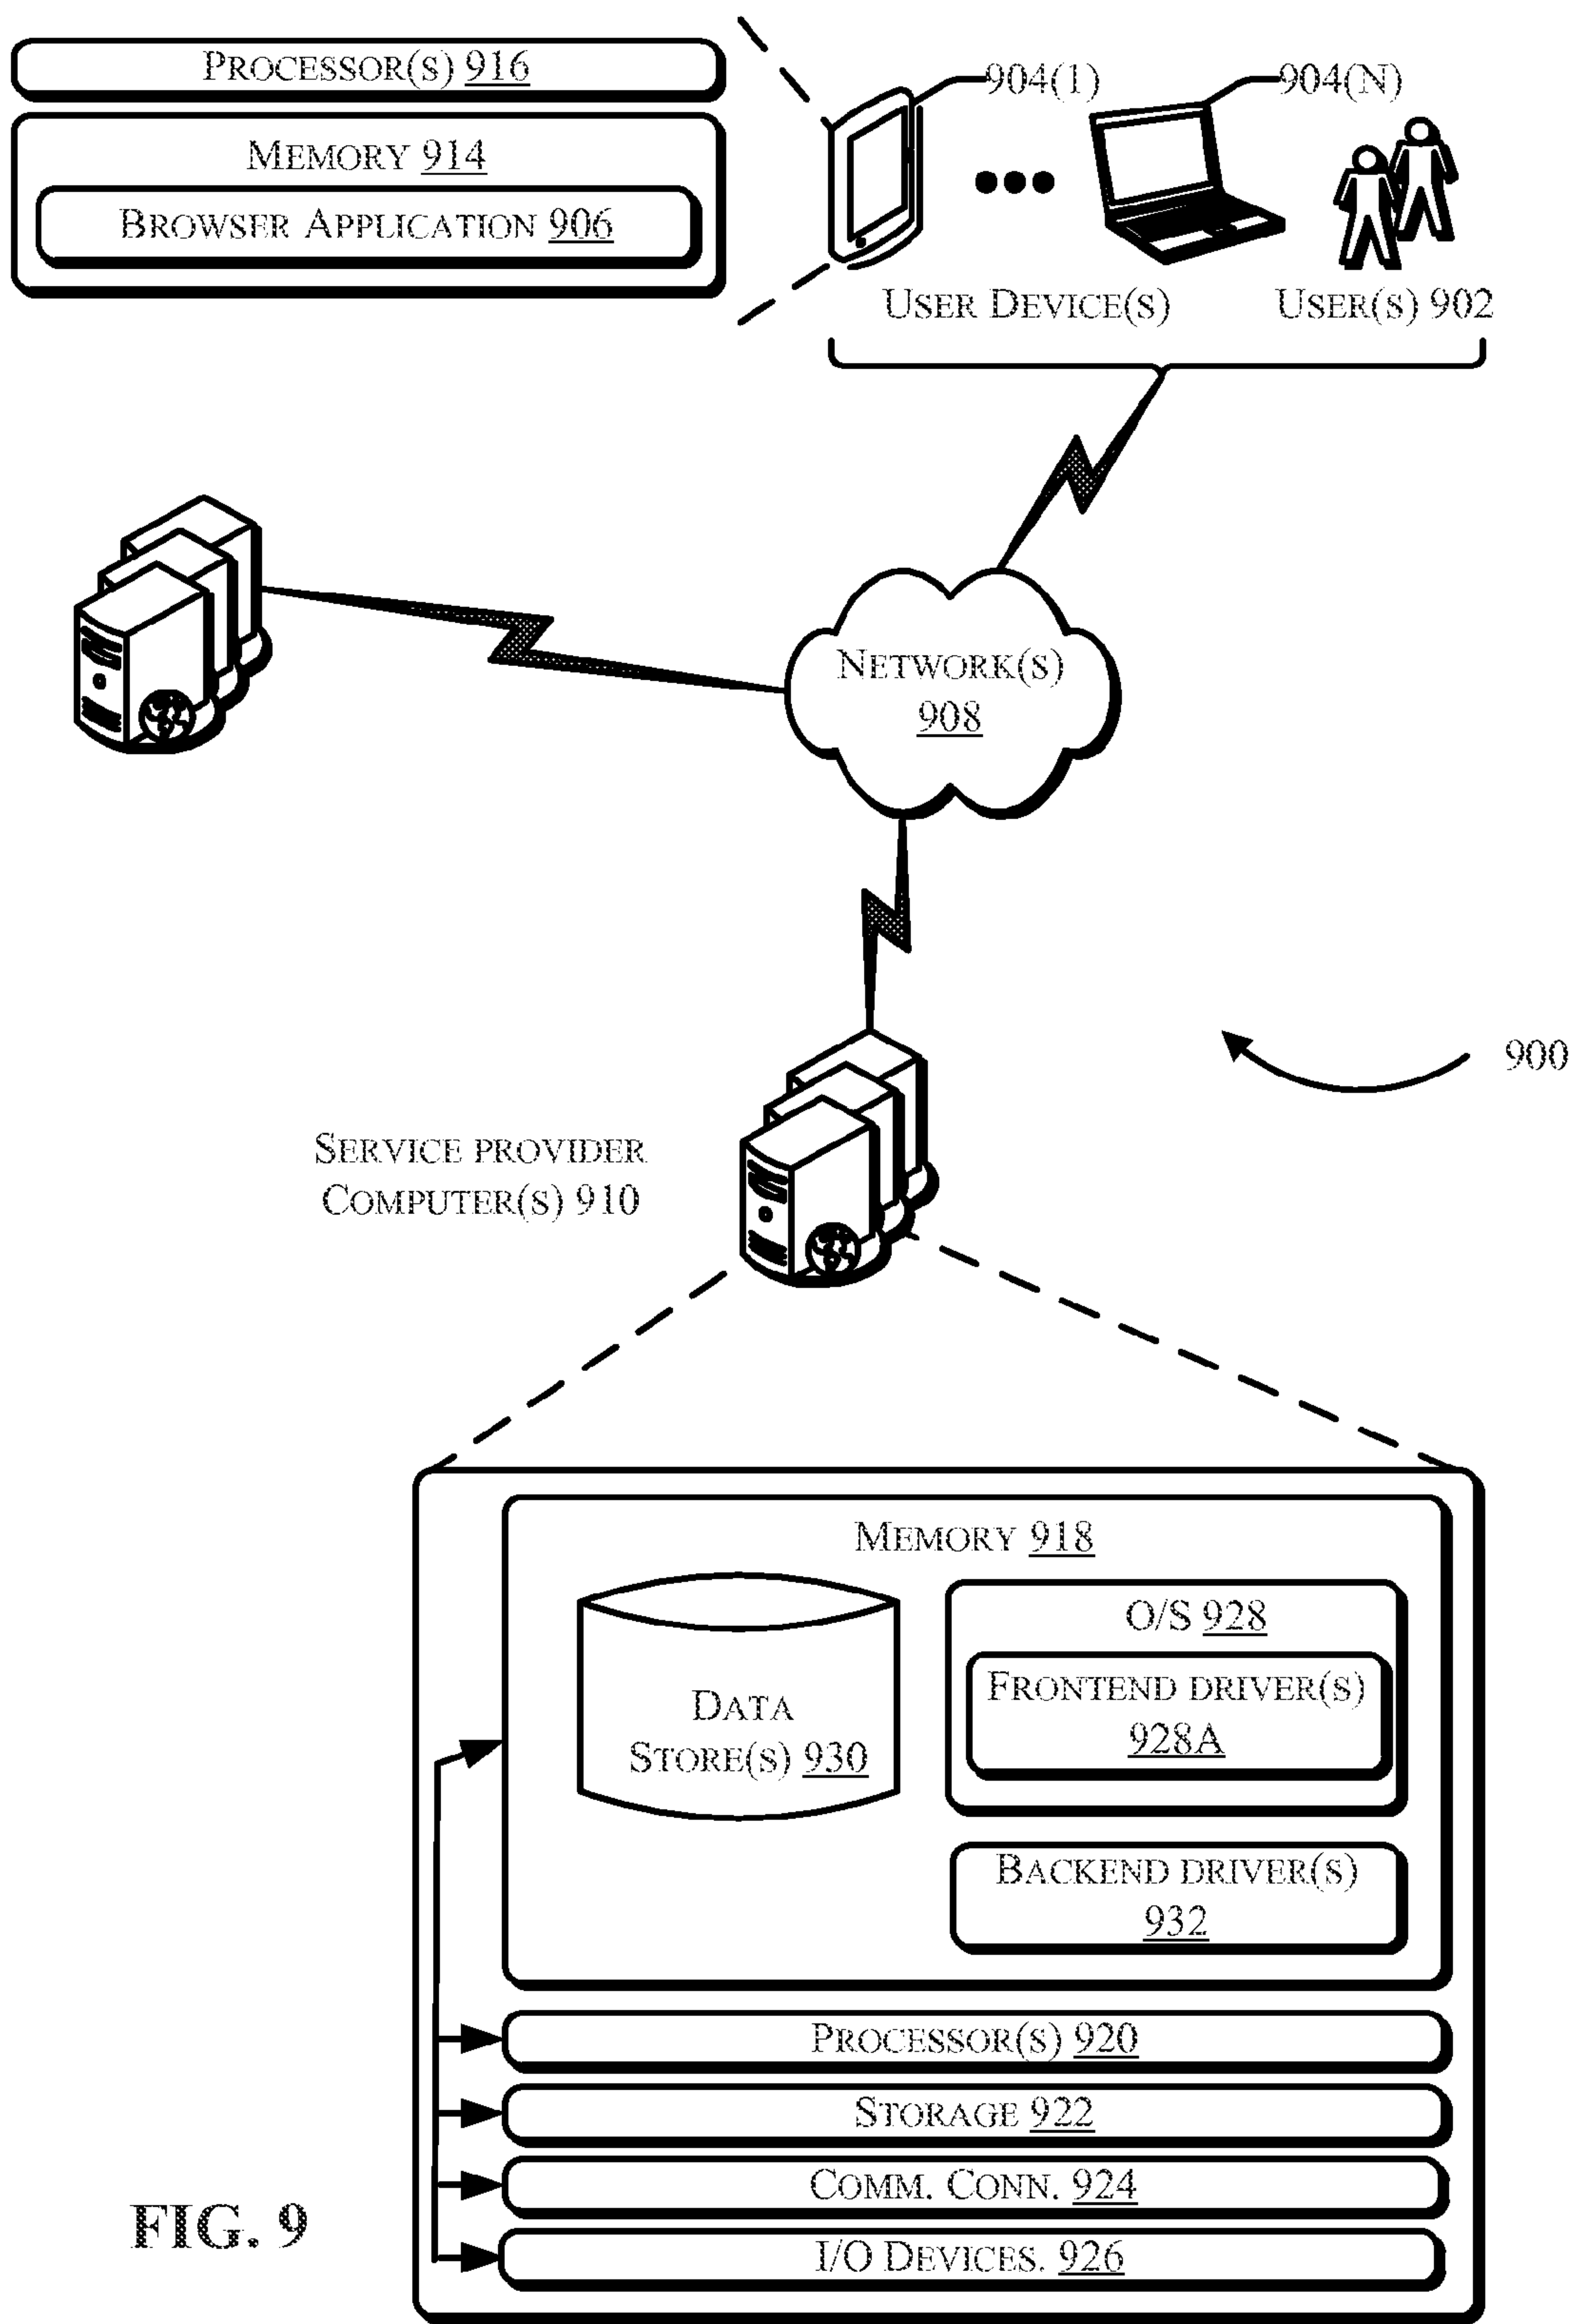 PROCESSOR(S) 916
MEMORY 914
BROWSER APPLICATION 906
904(1)
904(N)
USER DEVICE(S)
USER(S) 902
NETWORK(S)
908
900
SERVICE PROVIDER
COMPUTER(S) 910
MEMORY 918
DATA
STORE(S) 930
O/S 928
FRONTEND DRIVER(S)
928A
BACKEND DRIVER(S)
932
PROCESSOR(S) 920
STORAGE 922
COMM. CONN. 924
I/O DEVICES. 926
FIG. 9